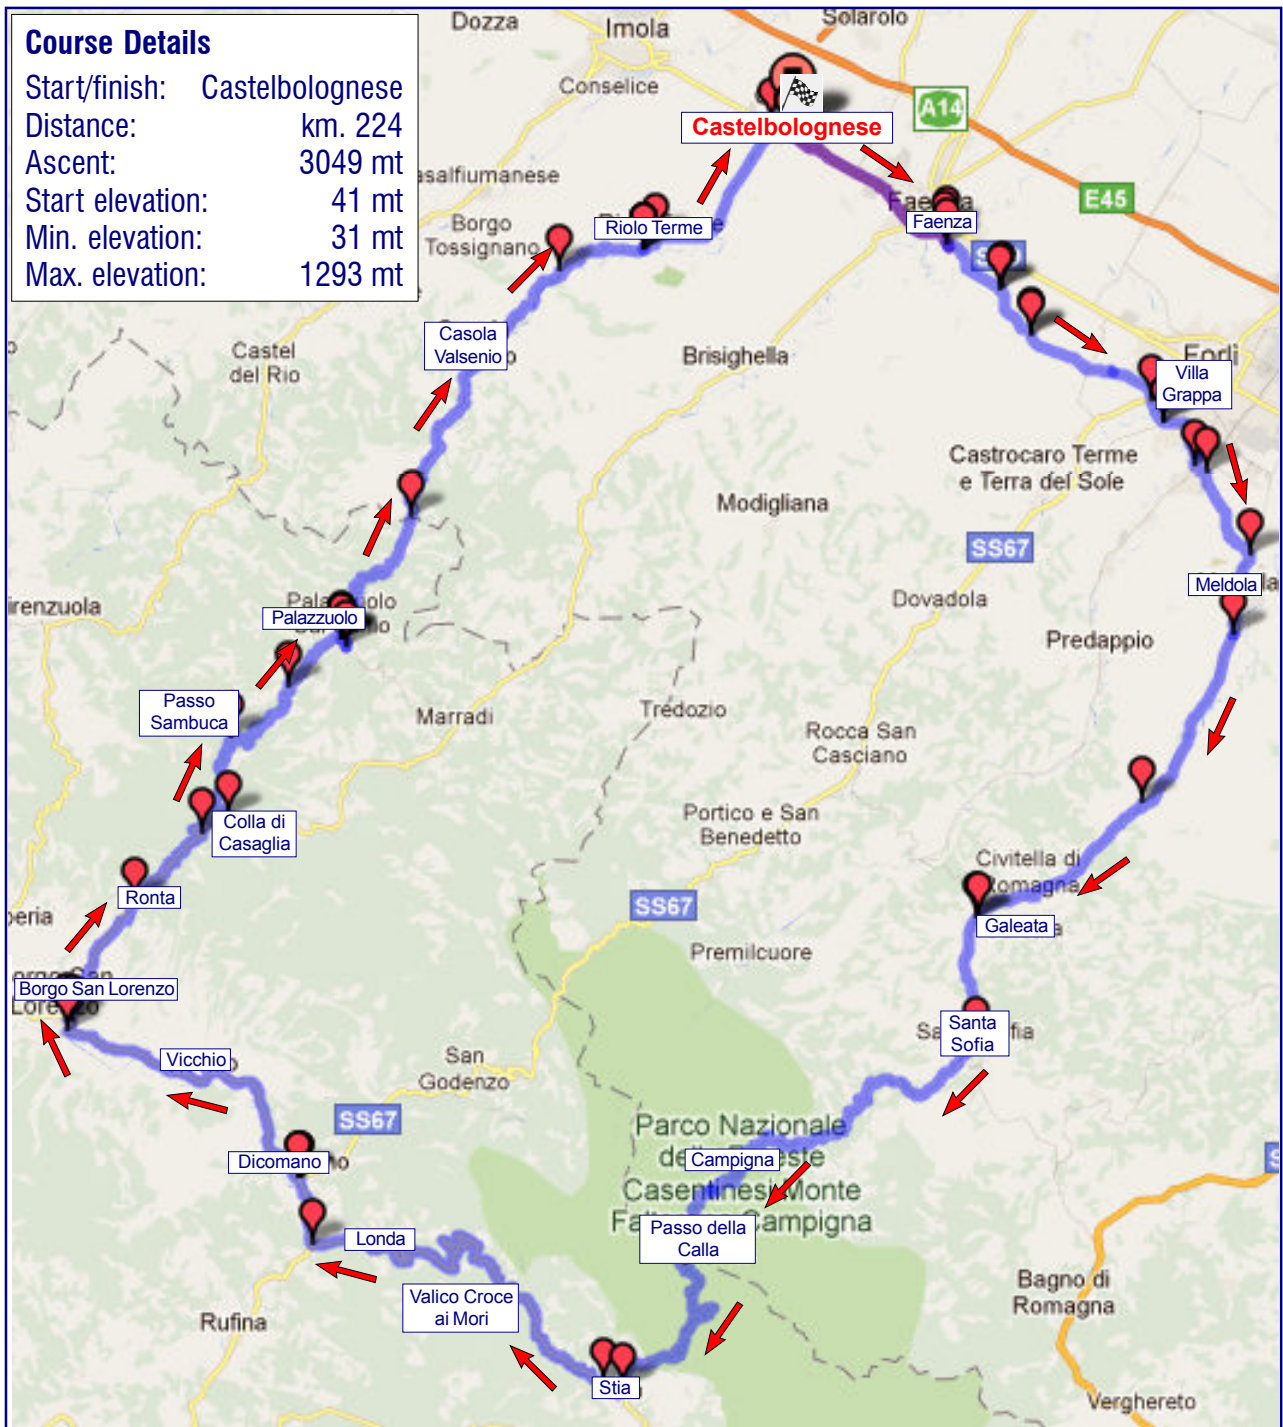 Course Details
Start/finish: Castelbolognese
Distance: km. 224
Ascent: 3049 mt
Start elevation: 41 mt
Min. elevation: 31 mt
Max. elevation: 1293 mt
Dozza
Imola
Solarolo
Conselice
A14
Castelbolognese
E45
Faenza
Borgo
Tossignano
Riolo Terme
Casola
Valsenio
Castel
del Rio
Brisighella
Forlì
Villa
Grappa
Castrocaro Terme
e Terra del Sole
Modigliana
SS67
Meldola
Dovadola
Predappio
Palazzuolo
Passo
Sambuca
Marradi
Tredozio
Rocca San
Casciano
Colla di
Casaglia
Portico e San
Benedetto
Civitella di
Romagna
Ronta
SS67
Galeata
Premilcuore
Borgo San Lorenzo
Lorenzo
Santa
Sofia
Vicchio
San
Godenzo
SS67
Parco Nazionale
Dicomano
Campigna
Casentinesi Monte
Campigna
Passo della
Calla
Londa
Valico Croce
ai Mori
Rufina
Bagno di
Romagna
Stia
Verghereto